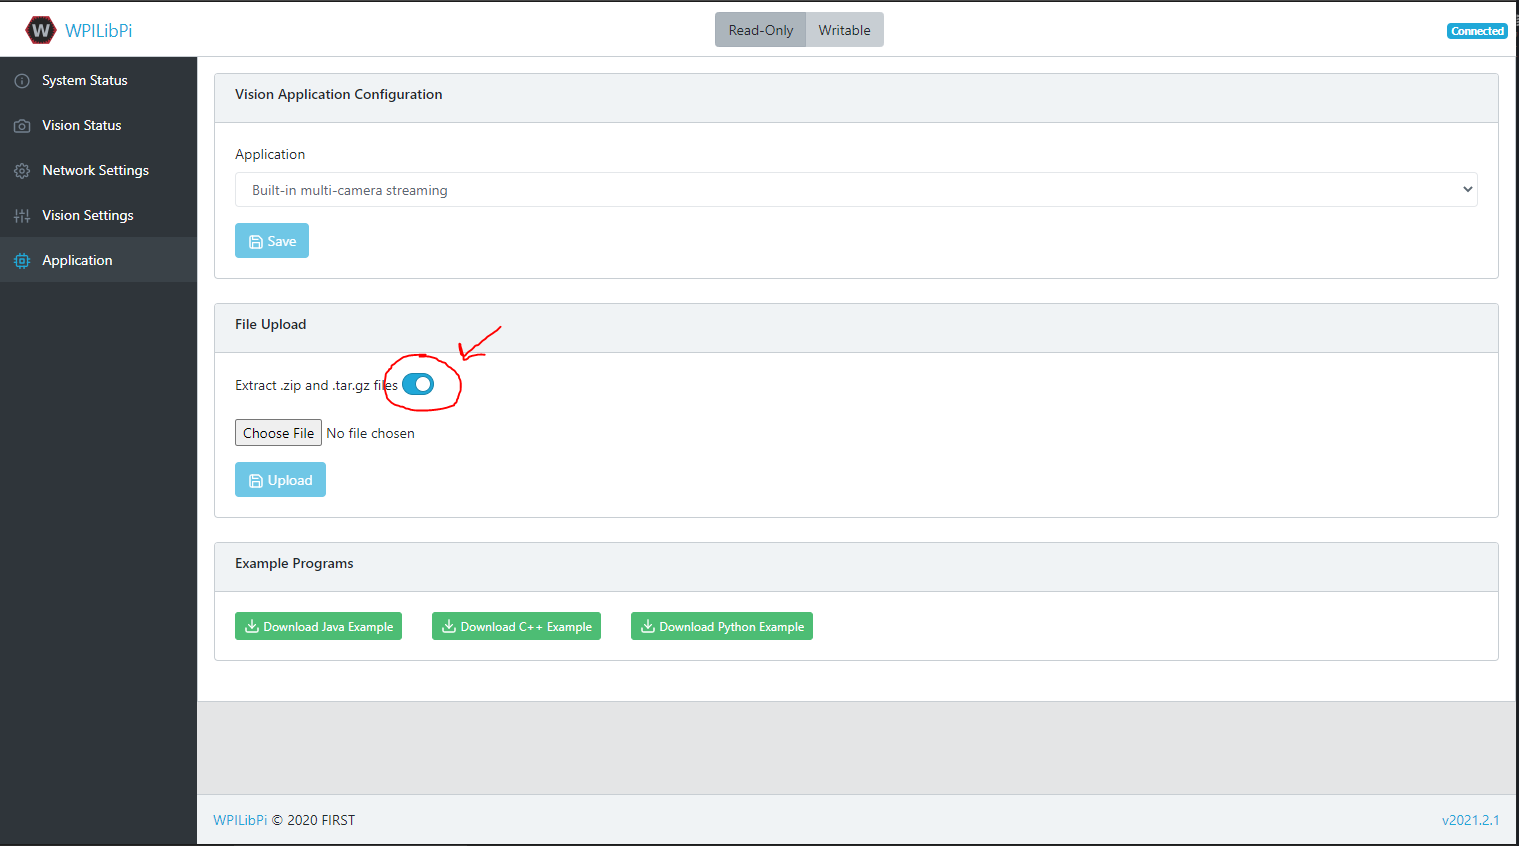 W WPILibPi
Read-Only Writable
Connected
System Status
Vision Status
Network Settings
Vision Settings
Application
Vision Application Configuration
Application
Built-in multi-camera streaming
Save
File Upload
Extract .zip and .tar.gz files
Choose File No file chosen
Upload
Example Programs
Download Java Example Download C++ Example Download Python Example
WPILibPi © 2020 FIRST
v2021.2.1